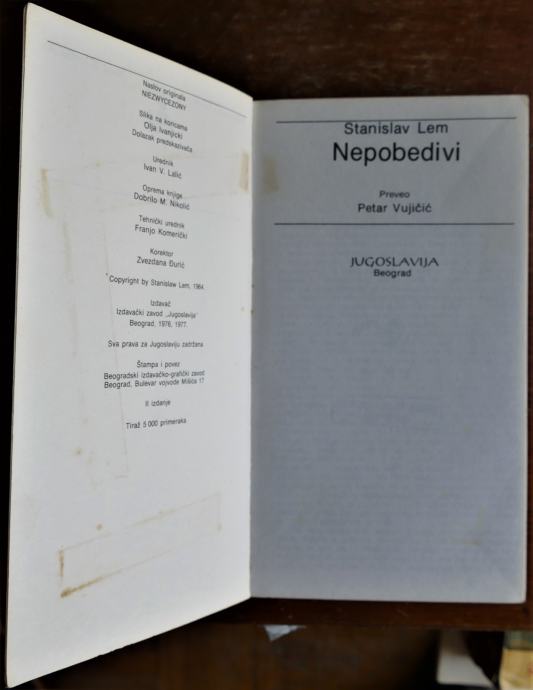 Naslov originala
NIEZWYCEZONY
Slika na koricama
Olja Ivanjicki
Dolazak predskazivača
Urednik
Ivan V. Lalić
Oprema knjige
Dobrilo M. Nikolić
Tehnički urednik
Franjo Komerički
Korektor
Zvezdana Đurić
Copyright by Stanislaw Lem, 1964.
Izdavač
Izdavački zavod „Jugoslavija"
Beograd, 1976, 1977.
Sva prava za Jugoslaviju zadržana
Štampa i povez
Beogradski izdavačko-grafički zavod
Beograd, Bulevar vojvode Mišića 17
II izdanje
Tiraž 5 000 primeraka
Stanislav Lem
Nepobedivi
Preveo
Petar Vujičić
JUGOSLAVIJA
Beograd